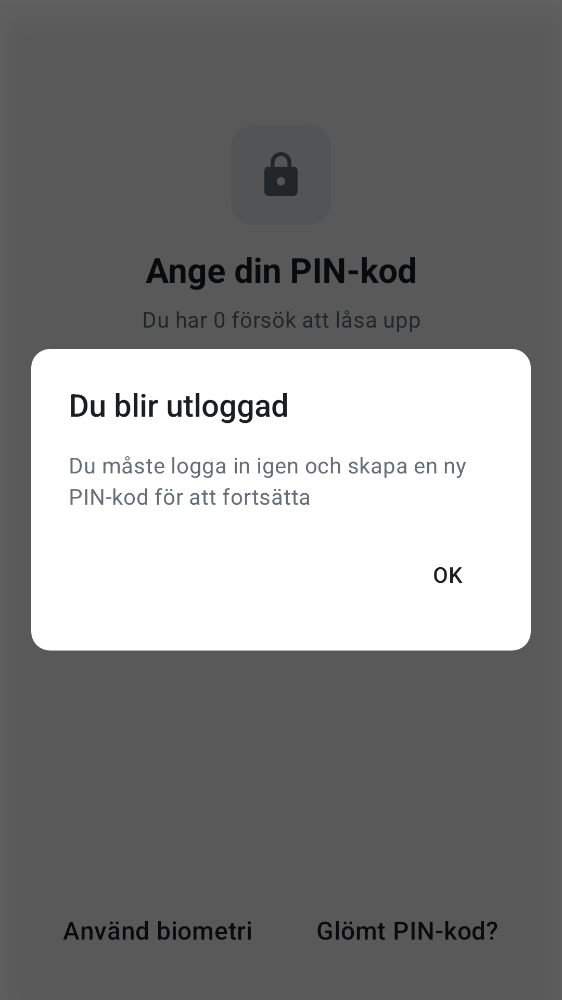 Ange din PIN-kod
Du har 0 försök att låsa upp
Du blir utloggad
Du måste logga in igen och skapa en ny
PIN-kod för att fortsätta
OK
Använd biometri
Glömt PIN-kod?